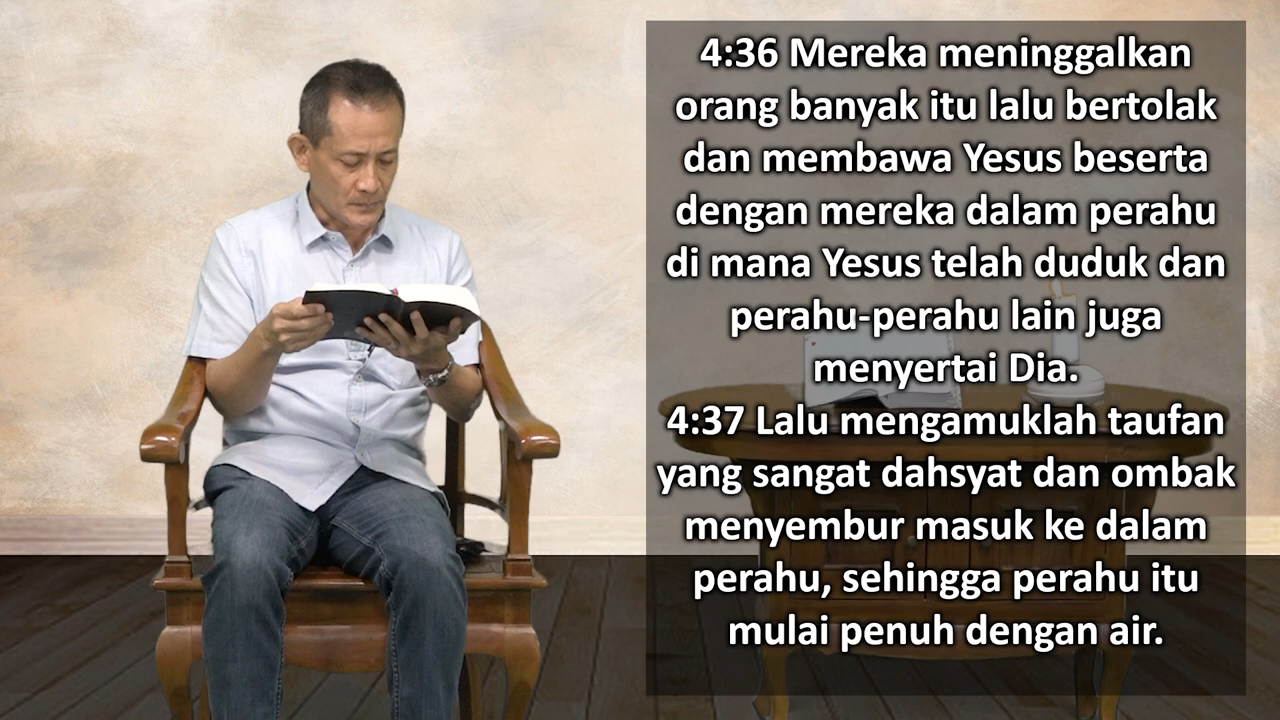 4:36 Mereka meninggalkan
orang banyak itu lalu bertolak
dan membawa Yesus beserta
dengan mereka dalam perahu
di mana Yesus telah duduk dan
perahu-perahu lain juga
menyertai Dia.
4:37 Lalu mengamuklah taufan
yang sangat dahsyat dan ombak
menyembur masuk ke dalam
perahu, sehingga perahu itu
mulai penuh dengan air.